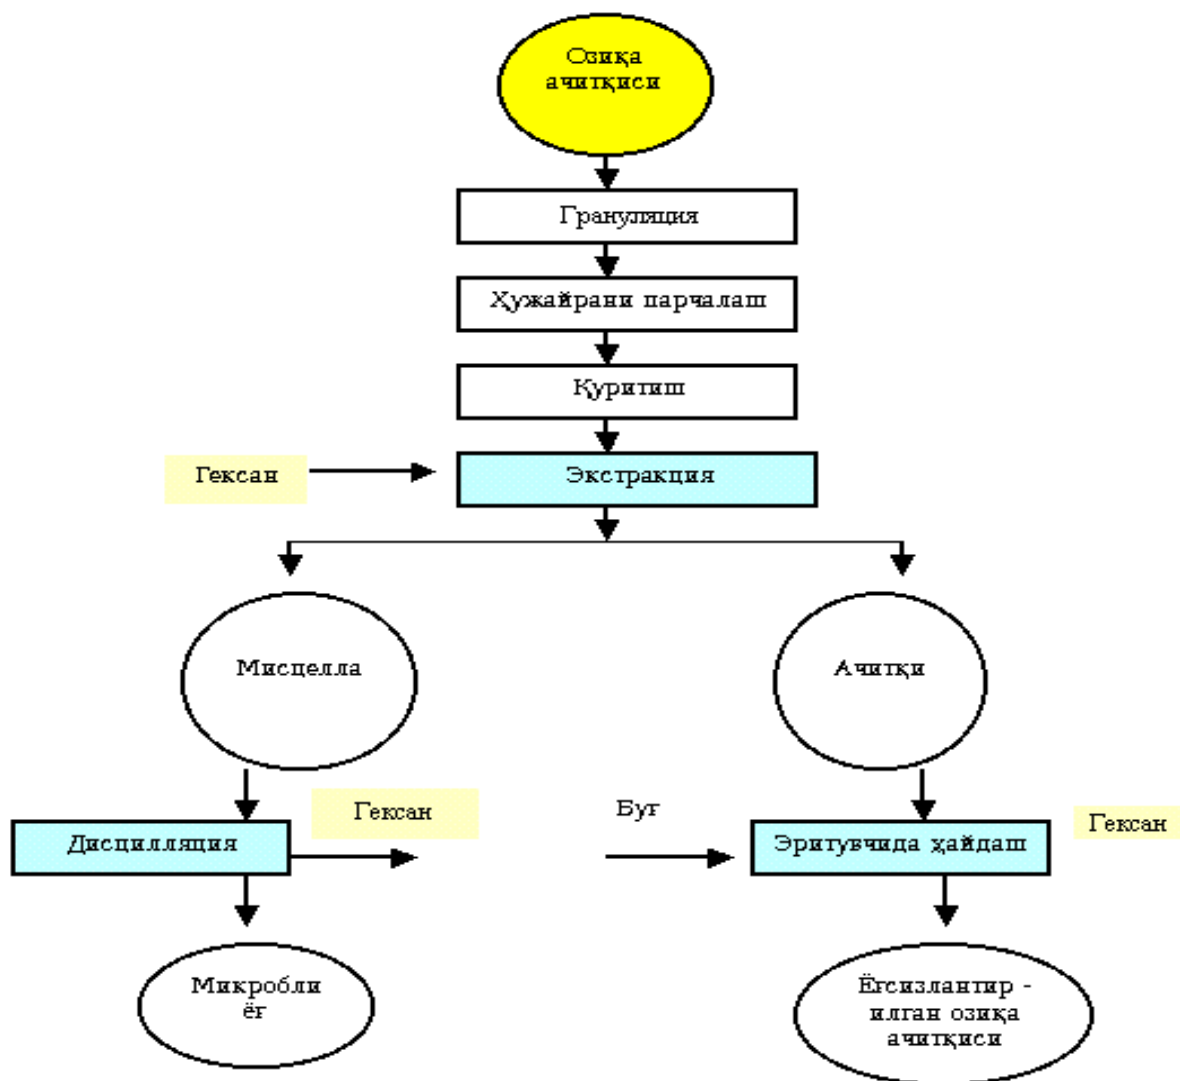 Озиқа
ачитқиси
Грануляция
Ҳужайрани парчалаш
Қуритиш
Гексан
Экстракция
Мисцелла
Ачитқи
Гексан
Буғ
Гексан
Дисцилляция
Эритувчида ҳайдаш
Микробли
ёғ
Ёғсизлантир -
илган озиқа
ачитқиси